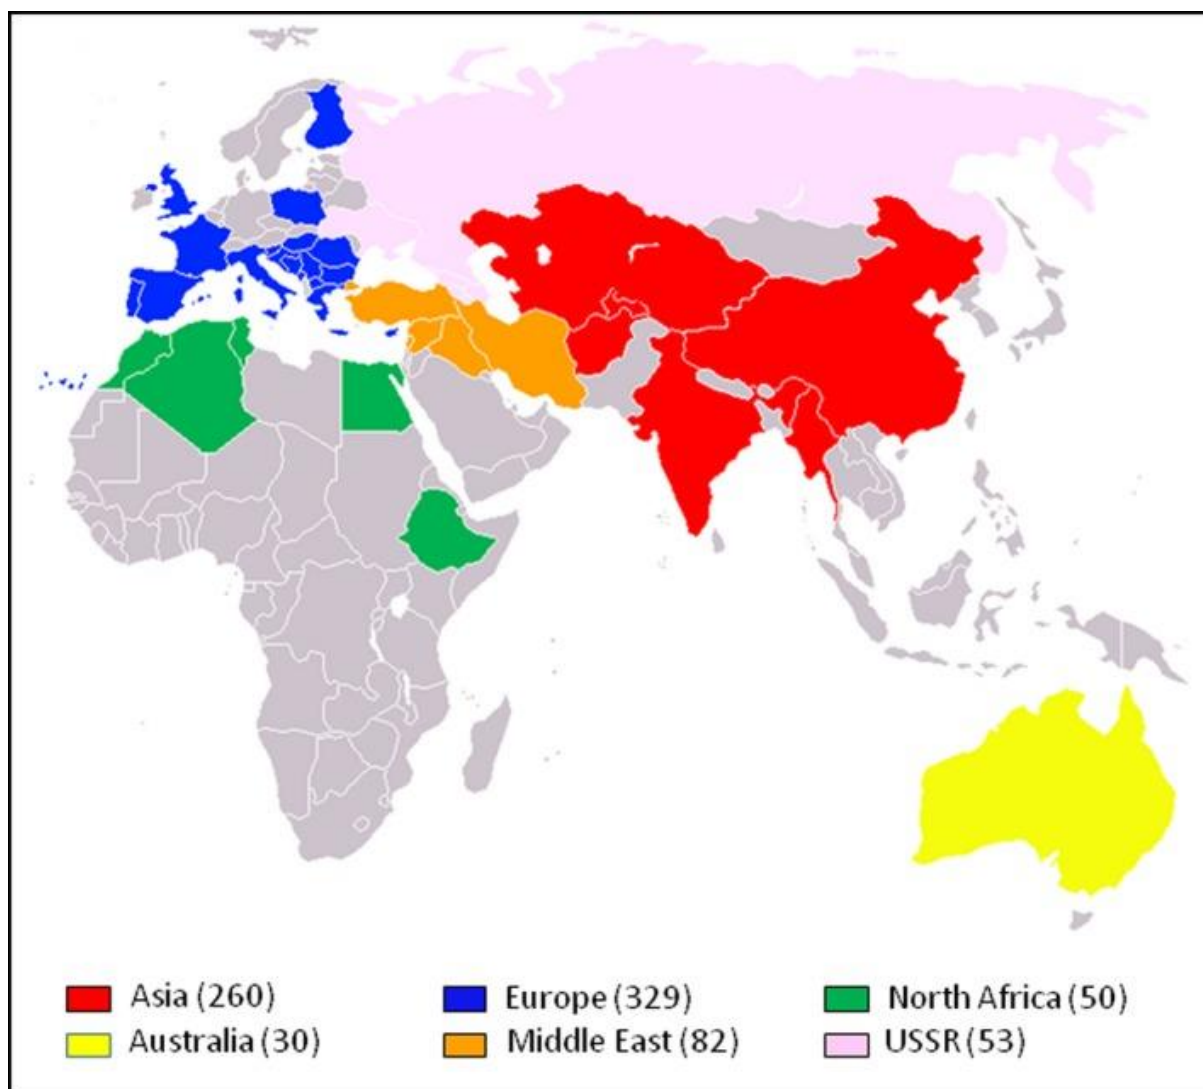 Asia (260) Europe (329) North Africa (50)
Australia (30) Middle East (82) USSR (53)